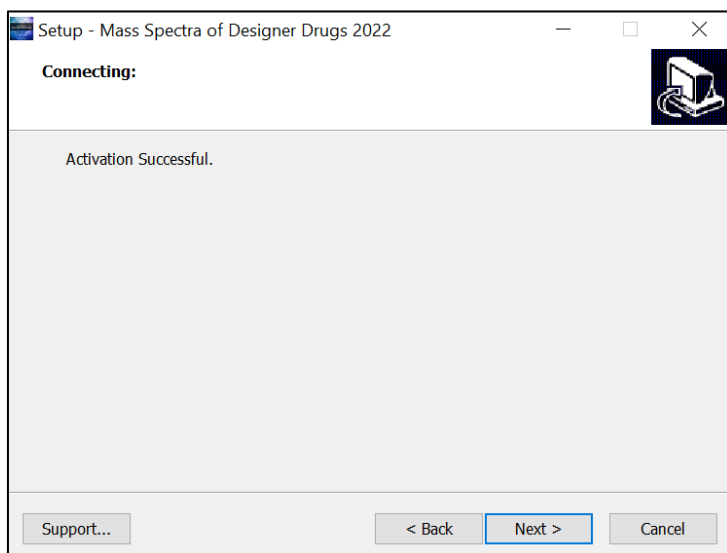 Setup - Mass Spectra of Designer Drugs 2022
Connecting:
Activation Successful.
Support...
< Back
Next >
Cancel